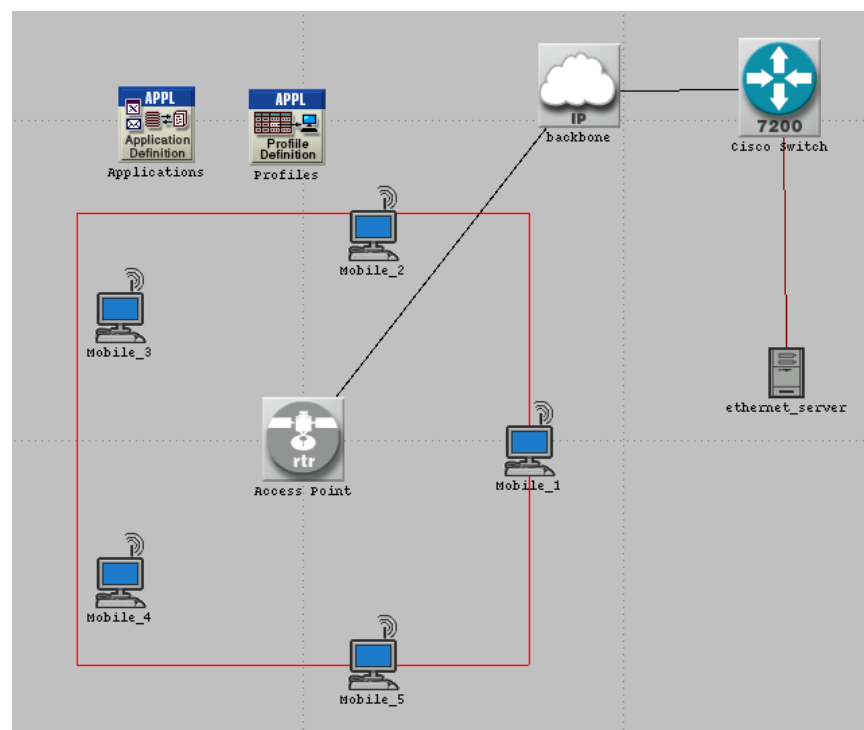 APPL
Application
Definition
Applications
APPL
Profiile
Definition
Profiles
IP
backbone
7200
Cisco Switch
Mobile_2
Mobile_3
ethernet_server
rtr
Access Point
Mobile_1
Mobile_4
Mobile_5